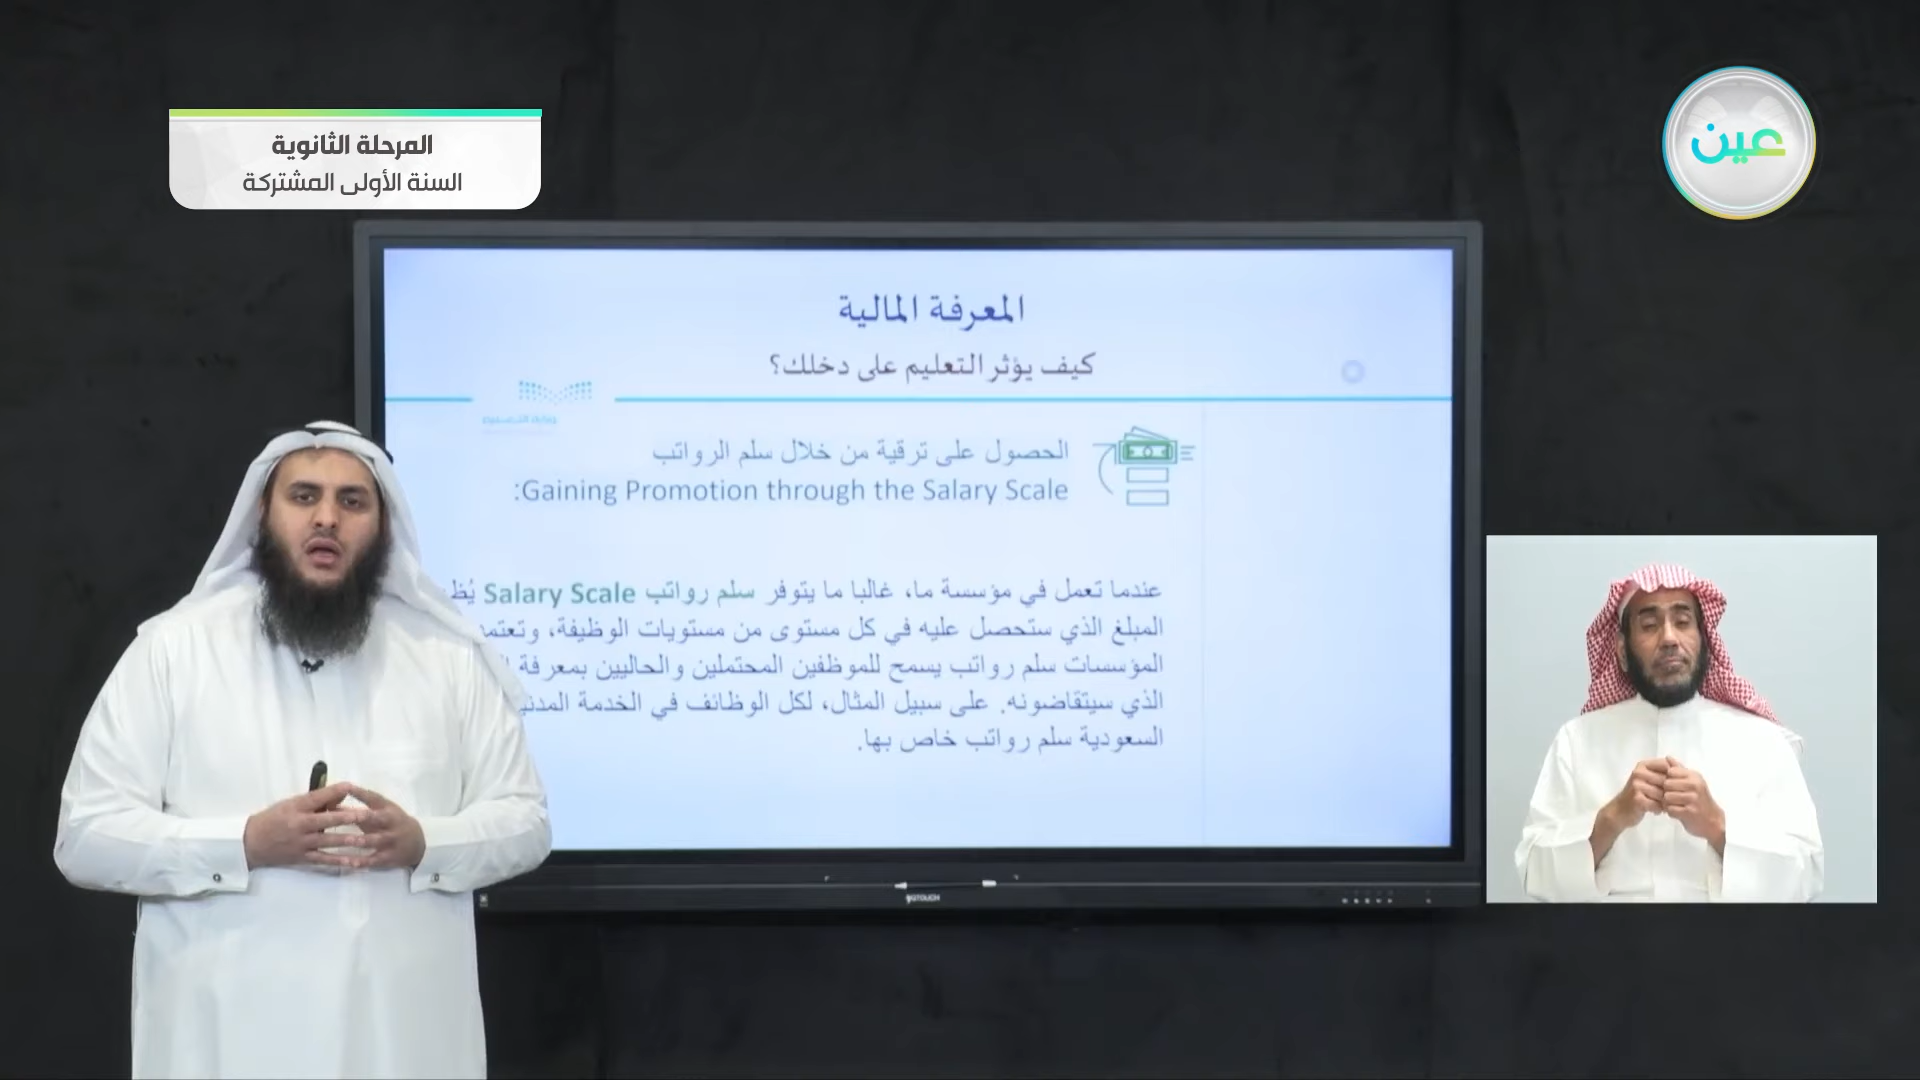 المرحلة الثانوية
السنة الأولى المشتركة
عين
المعرفة المالية
كيف يؤثر التعليم على دخلك؟
وزارة التعليم
الحصول على ترقية من خلال سلم الرواتب
Gaining Promotion through the Salary Scale:
عندما تعمل في مؤسسة ما، غالبا ما يتوفر سلم رواتب Salary Scale
المبلغ الذي ستحصل عليه في كل مستوى من مستويات الوظيفة، وتعتمد
المؤسسات سلم رواتب يسمح للموظفين المحتملين والحاليين بمعرفة
الذي سيتقاضونه. على سبيل المثال، لكل الوظائف في الخدمة
السعودية سلم رواتب خاص بها.